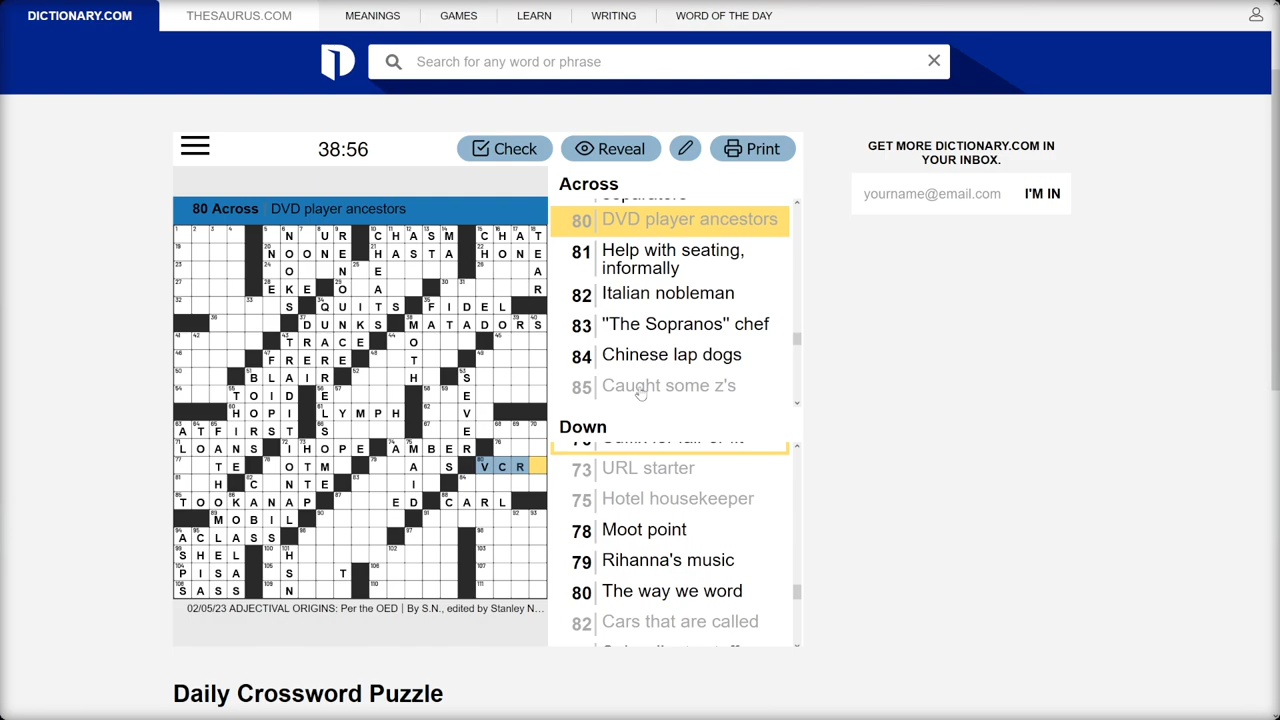 DICTIONARY.COM
THESAURUS.COM
MEANINGS
GAMES
LEARN
WRITING
WORD OF THE DAY
Search for any word or phrase
38:56
Check
Reveal
Print
80 Across DVD player ancestors
Across
80 DVD player ancestors
81 Help with seating,
informally
82 Italian nobleman
83 "The Sopranos" chef
84 Chinese lap dogs
85 Caught some z's
Down
73 URL starter
75 Hotel housekeeper
78 Moot point
79 Rihanna's music
80 The way we word
82 Cars that are called
N U R C H A S M C H A T
N O O N E H A S T A H O N E
O N E A
E K E O A R
S Q U I T S F I D E L
D U N K S M A T A D O R S
T R A C E O
F R E R E T
B L A I R H S
T O I D E E
H O P I L Y M P H V
A T F I R S T S E
L O A N S I H O P E A M B E R
T E O T M A S V C R
H C N T E I
T O O K A N A P E D C A R L
M O B I L
A C L A S S
S H E L H
P I S A S T
S A S S N
02/05/23 ADJECTIVAL ORIGINS: Per the OED | By S.N., edited by Stanley N...
GET MORE DICTIONARY.COM IN
YOUR INBOX.
yourname@email.com I'M IN
Daily Crossword Puzzle